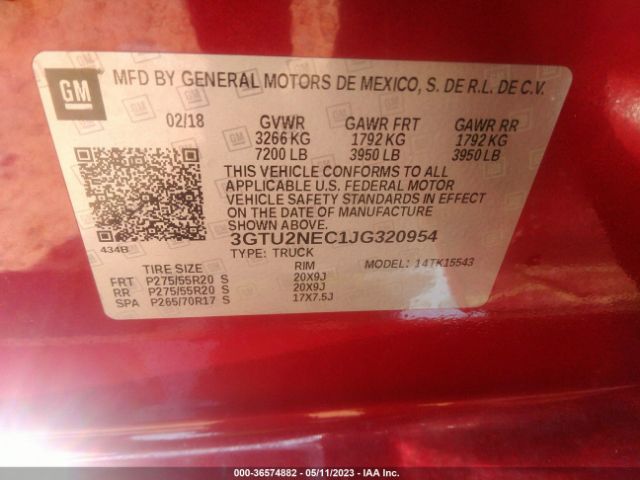 GM
MFD BY GENERAL MOTORS DE MEXICO, S. DE R.L. DE C.V.
02/18 GVWR GAWR FRT GAWR RR
3266 KG 1792 KG 1792 KG
7200 LB 3950 LB 3950 LB
THIS VEHICLE CONFORMS TO ALL
APPLICABLE U.S. FEDERAL MOTOR
VEHICLE SAFETY STANDARDS IN EFFECT
ON THE DATE OF MANUFACTURE
SHOWN ABOVE.
434B 3GTU2NEC1JG320954
TYPE: TRUCK MODEL: 14TK15543
TIRE SIZE RIM
FRT P275/55R20 S 20X9J
RR P275/55R20 S 20X9J
SPA P265/70R17 S 17X7.5J
000-36574882 - 05/11/2023 - IAA Inc.